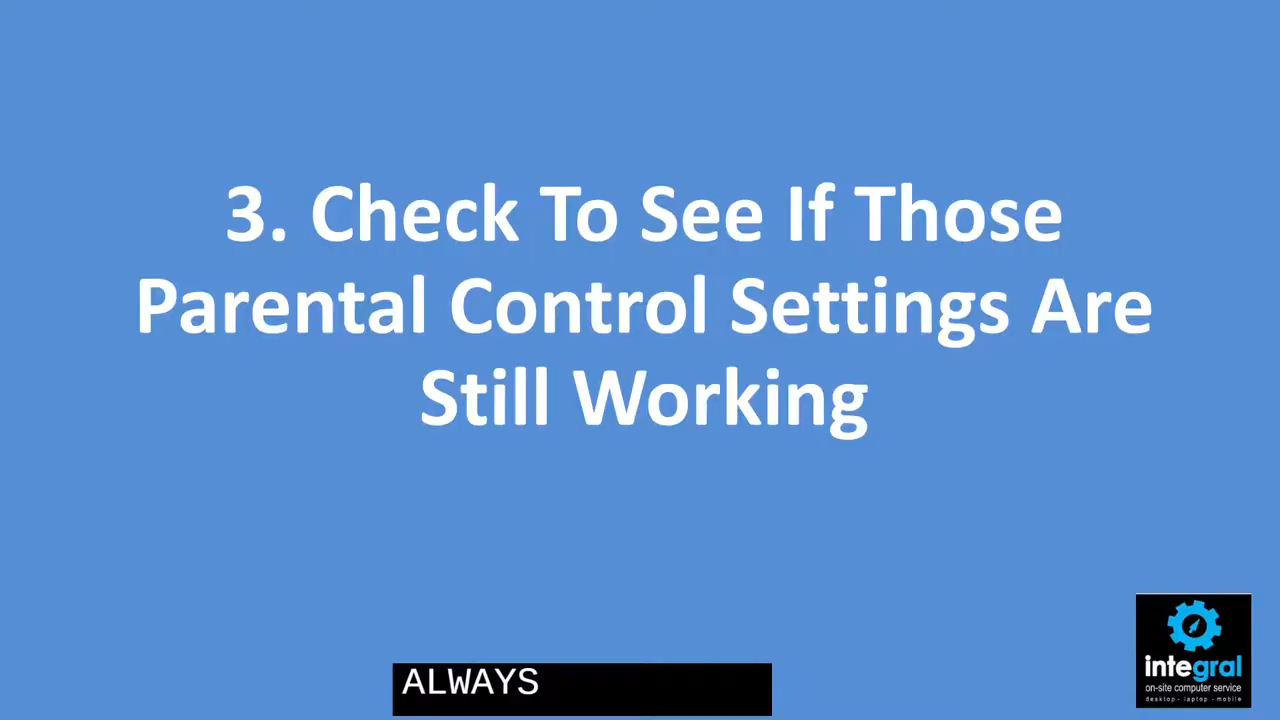 3. Check To See If Those
Parental Control Settings Are
Still Working
ALWAYS
integral
on-site computer service
desktop - laptop - mobile